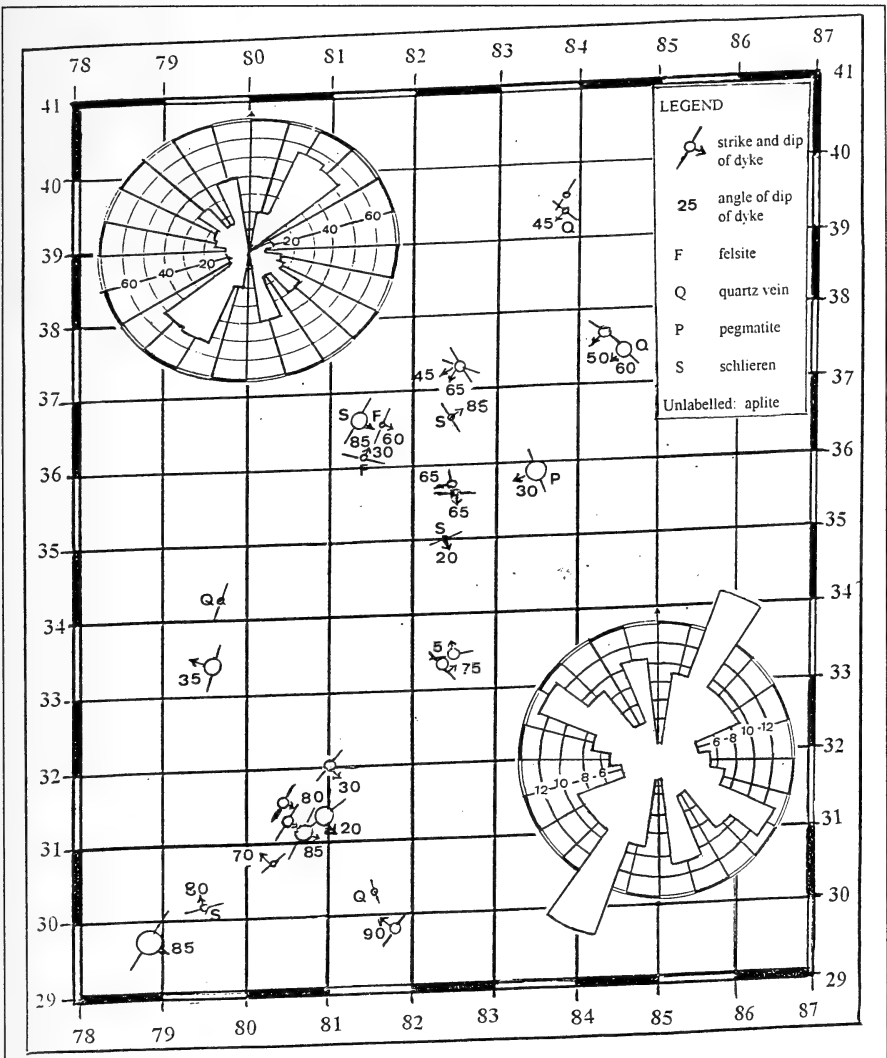 78 79 80 81 82 83 84 85 86 87
41
41
LEGEND
strike and dip
of dyke
25 angle of dip
of dyke
F felsite
Q quartz vein
P pegmatite
S schlieren
Unlabelled: aplite
40
40
39
39
38
38
37
37
36
36
35
35
34
34
33
33
32
32
31
31
30
30
29
29
60
40
20
60
40
20
45
Q
50
60
Q
45
65
S
85
S
F
85
60
30
F
65
65
30
P
S
20
Q
35
5
75
30
80
20
85
70
80
S
Q
90
85
6 -8 10 -12
12 10 -8 -6
78 79 80 81 82 83 84 85 86 87